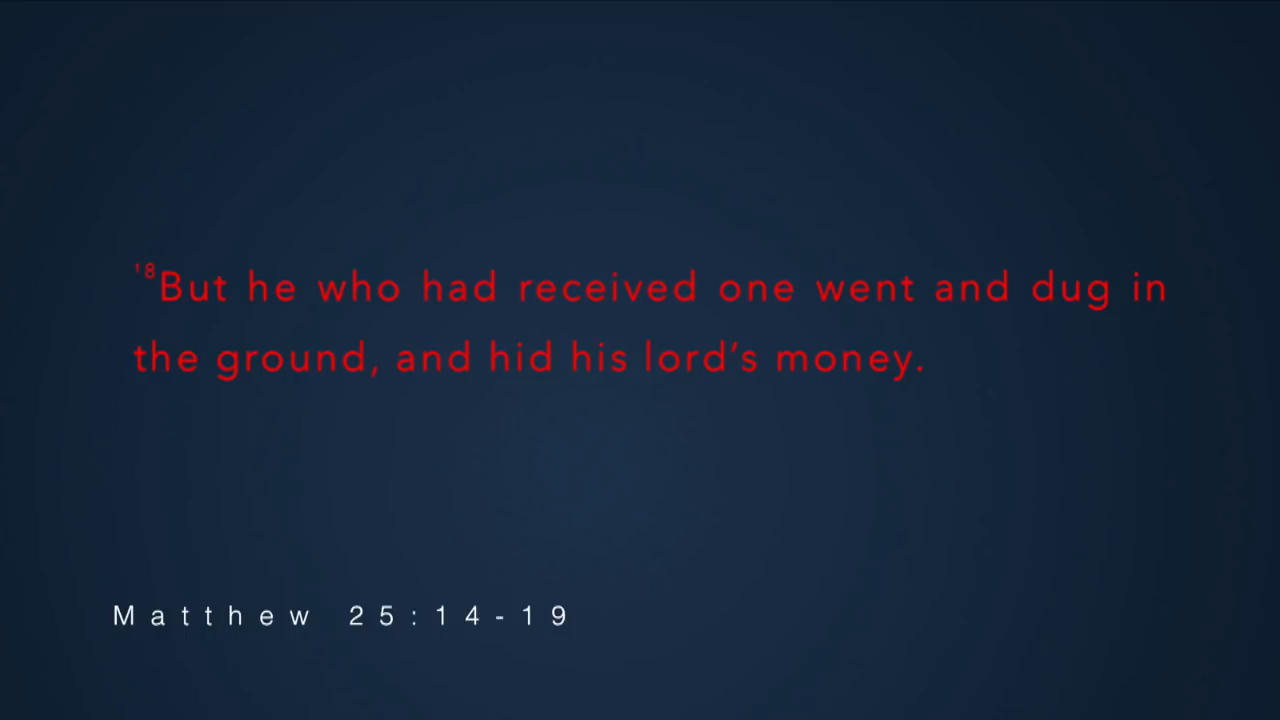 ¹⁸But he who had received one went and dug in
the ground, and hid his lord’s money.
Matthew 25:14-19